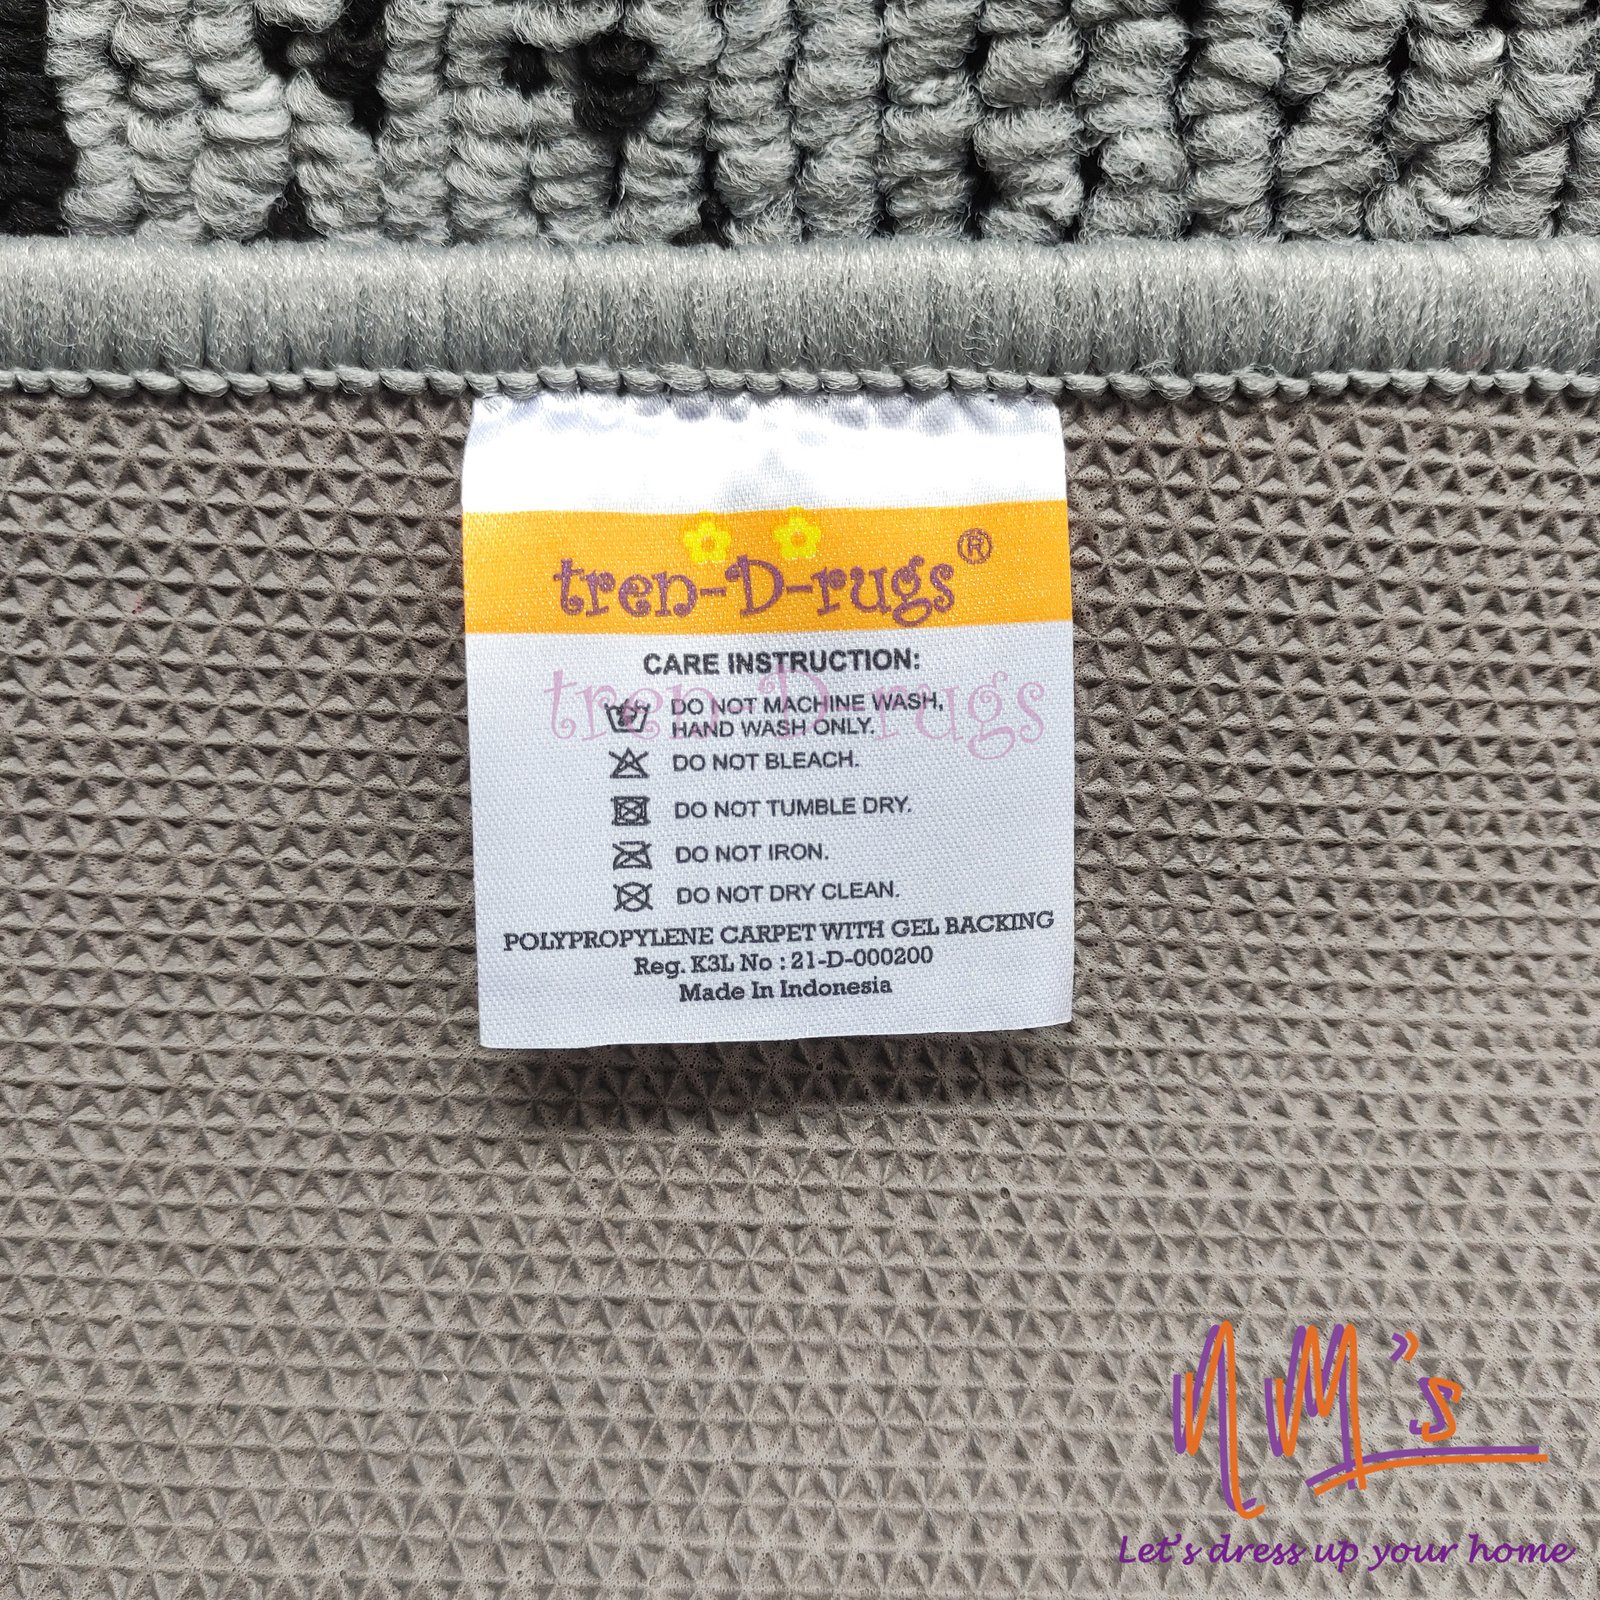 tren-D-rugs®
CARE INSTRUCTION:
tren-D-rugs
DO NOT MACHINE WASH,
HAND WASH ONLY.
DO NOT BLEACH.
DO NOT TUMBLE DRY.
DO NOT IRON.
DO NOT DRY CLEAN.
POLYPROPYLENE CARPET WITH GEL BACKING
Reg. K3L No : 21-D-000200
Made In Indonesia
NM"s
Let's dress up your home